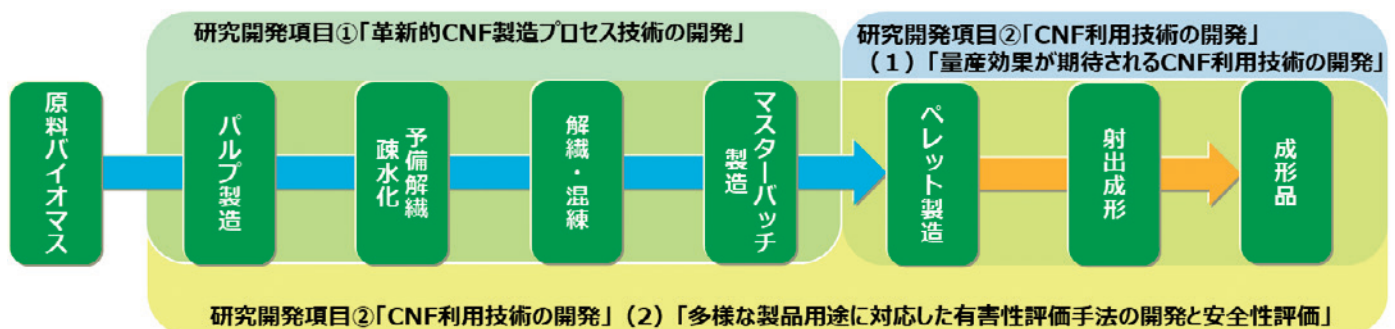 研究開発項目①「革新的CNF製造プロセス技術の開発」
研究開発項目②「CNF利用技術の開発」
（1）「量産効果が期待されるCNF利用技術の開発」
原料バイオマス
パルプ製造
予備解繊
疎水化
解繊・混練
マスターバッチ
製造
ペレット製造
射出成形
成形品
研究開発項目②「CNF利用技術の開発」（2）「多様な製品用途に対応した有害性評価手法の開発と安全性評価」